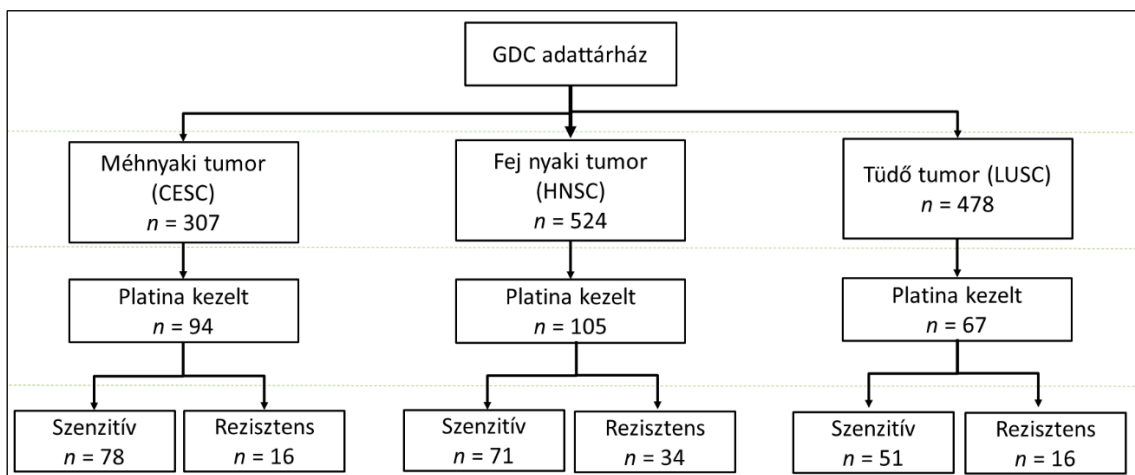 GDC adattárház
Méhnyaki tumor
(CESC)
n = 307
Fej nyaki tumor
(HNSC)
n = 524
Tüdő tumor (LUSC)
n = 478
Platina kezelt
n = 94
Platina kezelt
n = 105
Platina kezelt
n = 67
Szenzitív
n = 78
Rezisztens
n = 16
Szenzitív
n = 71
Rezisztens
n = 34
Szenzitív
n = 51
Rezisztens
n = 16